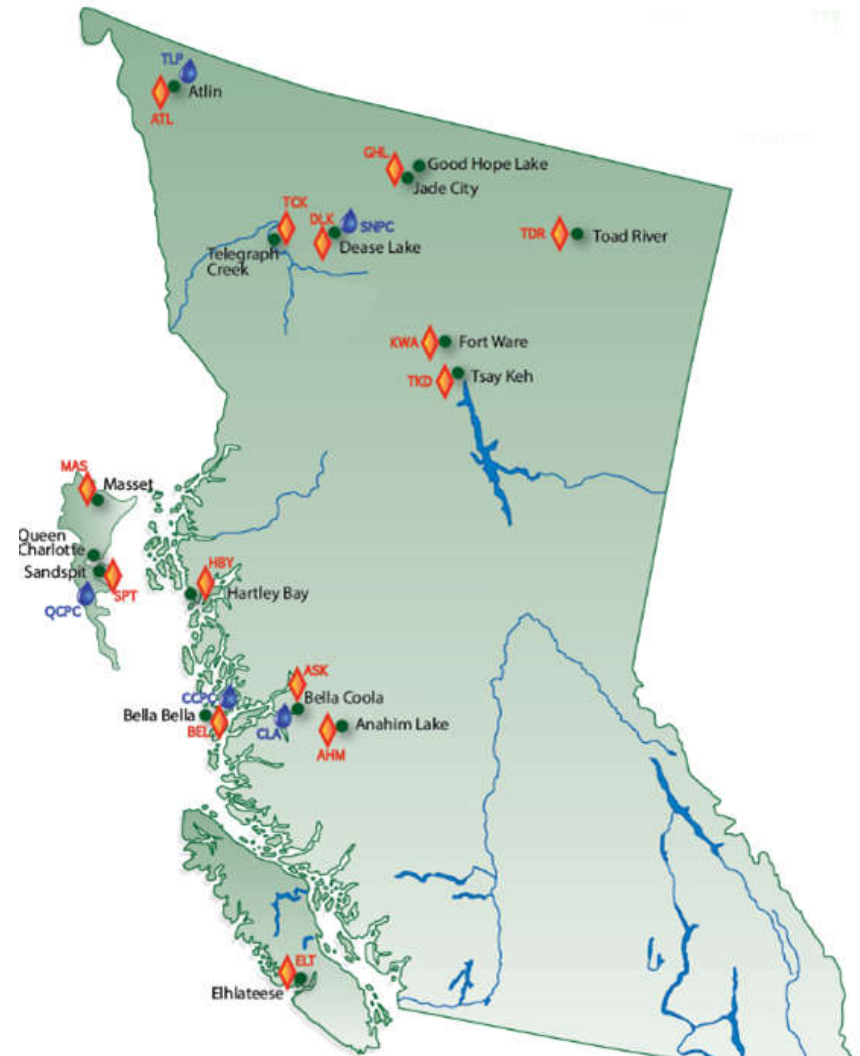 TLP
Atlin
ATL
GHL
Good Hope Lake
Jade City
TCK
DLK
SNPC
Telegraph
Creek
Dease Lake
TDR
Toad River
KWA
Fort Ware
TKD
Tsay Keh
MAS
Masset
Queen
Charlotte
Sandspit
SPT
QCPC
HBY
Hartley Bay
ASK
Bella Coola
CCPC
Bella Bella
BEL
CLA
Anahim Lake
AHM
ELT
Elhlateese